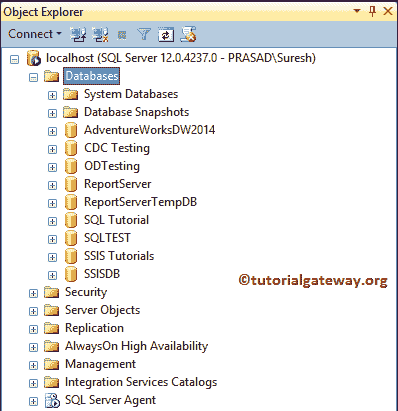 Object Explorer
Connect
localhost (SQL Server 12.0.4237.0 - PRASAD\Suresh)
Databases
System Databases
Database Snapshots
AdventureWorksDW2014
CDC Testing
ODTesting
ReportServer
ReportServerTempDB
SQL Tutorial
SQLTEST
SSIS Tutorials
SSISDB
©tutorialgateway.org
Security
Server Objects
Replication
AlwaysOn High Availability
Management
Integration Services Catalogs
SQL Server Agent